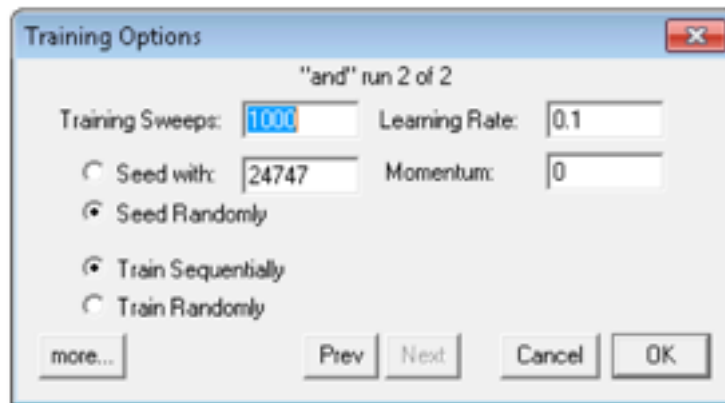 Training Options
"and" run 2 of 2
Training Sweeps: 1000 Learning Rate: 0.1
Seed with: 24747 Momentum: 0
Seed Randomly
Train Sequentially
Train Randomly
more... Prev Next Cancel OK